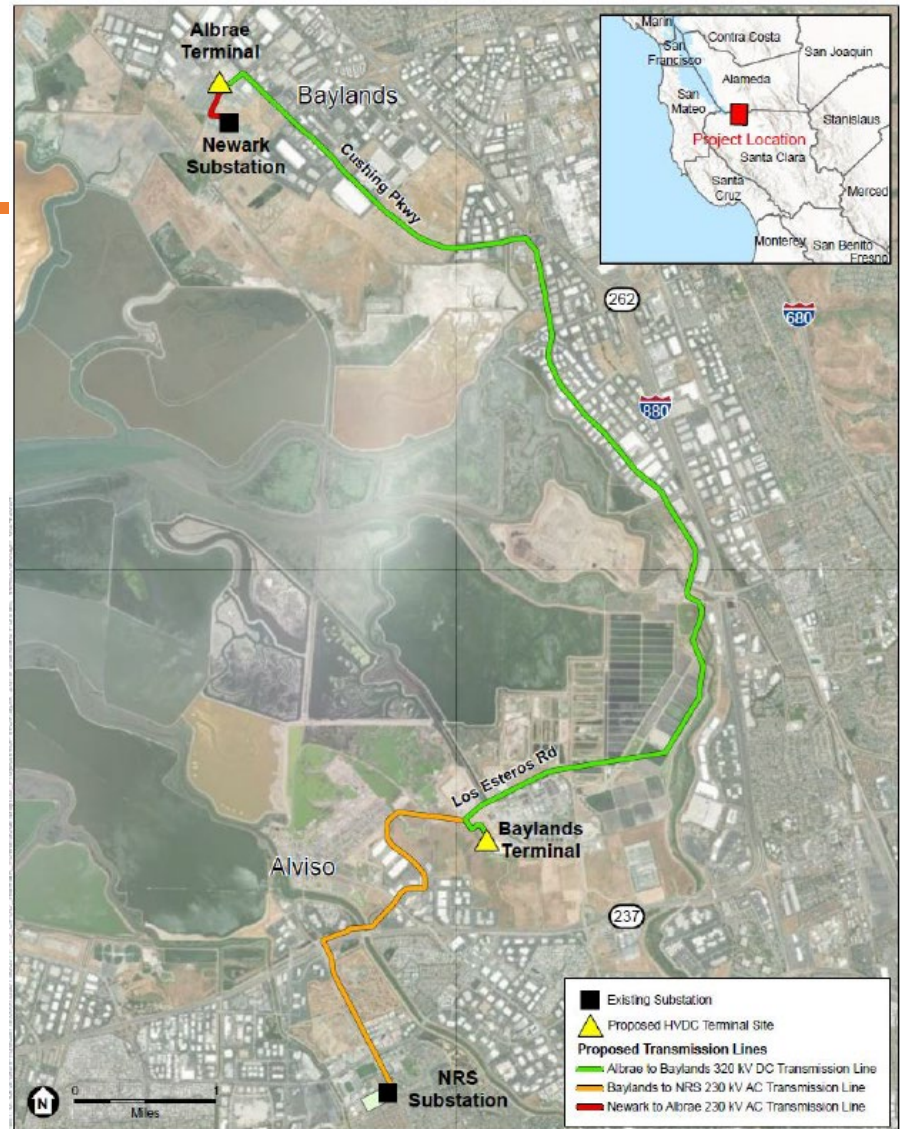 Albrae
Terminal
Baylands
Newark
Substation
Cushing Pkwy
Marin
Contra Costa
San
Francisco
San Joaquin
Alameda
San
Mateo
Stanislaus
Project Location
Santa Clara
Santa
Cruz
Merced
Monterey
San Benito
Fresno
262
680
880
Los Esteros Rd
Baylands
Terminal
Alviso
237
NRS
Substation
N
0
1
Miles
Existing Substation
Proposed HVDC Terminal Site
Proposed Transmission Lines
Albrae to Baylands 320 kV DC Transmission Line
Baylands to NRS 230 kV AC Transmission Line
Newark to Albrae 230 kV AC Transmission Line